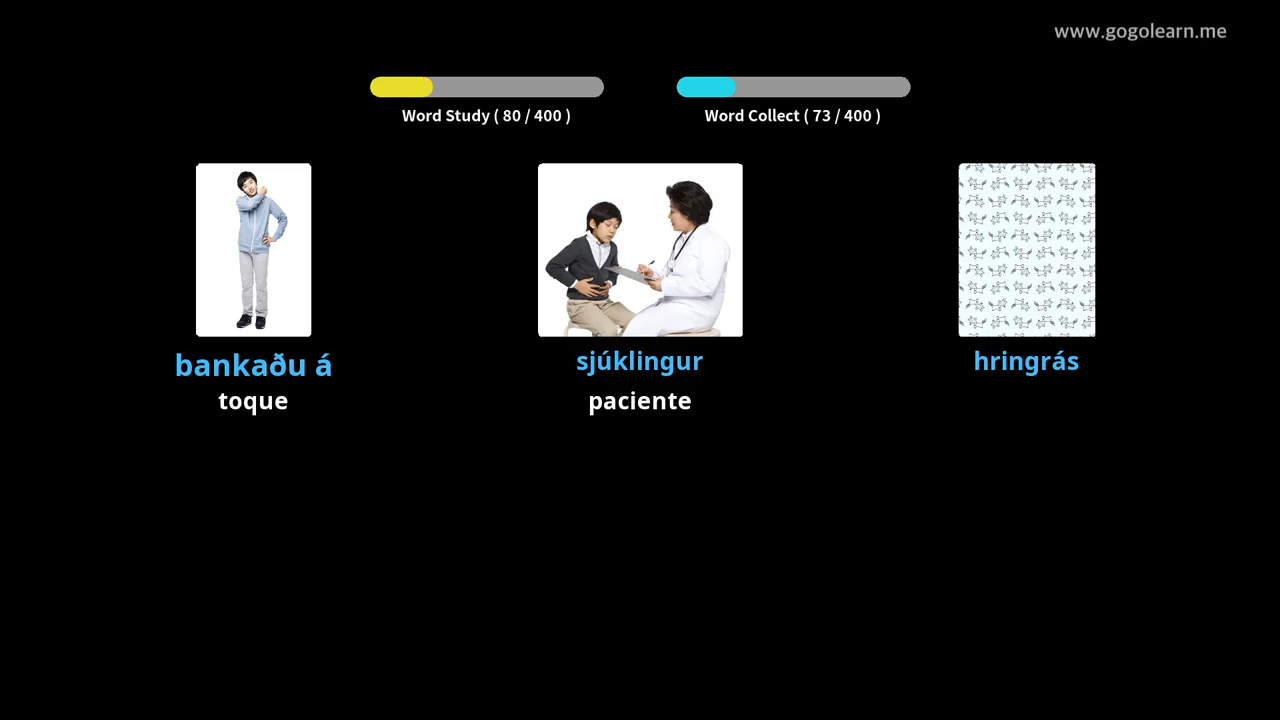 www.gogolearn.me
Word Study ( 80 / 400 )
Word Collect ( 73 / 400 )
bankaðu á
toque
sjúklingur
paciente
hringrás